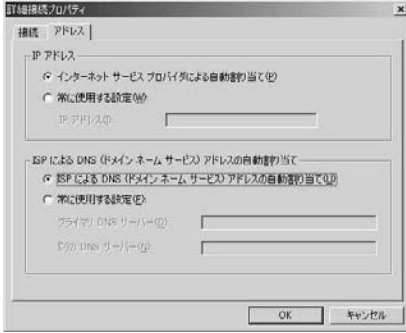 詳細接続プロパティ
接続 アドレス
IP アドレス
インターネット サービス プロバイダによる自動割り当て(P)
常に使用する設定(W):
IP アドレス(I):
ISP による DNS (ドメイン ネーム サービス) アドレスの自動割り当て
ISP による DNS (ドメイン ネーム サービス) アドレスの自動割り当て(U)
常に使用する設定(E):
プライマリ DNS サーバー(D):
DNS サーバー(N):
OK キャンセル